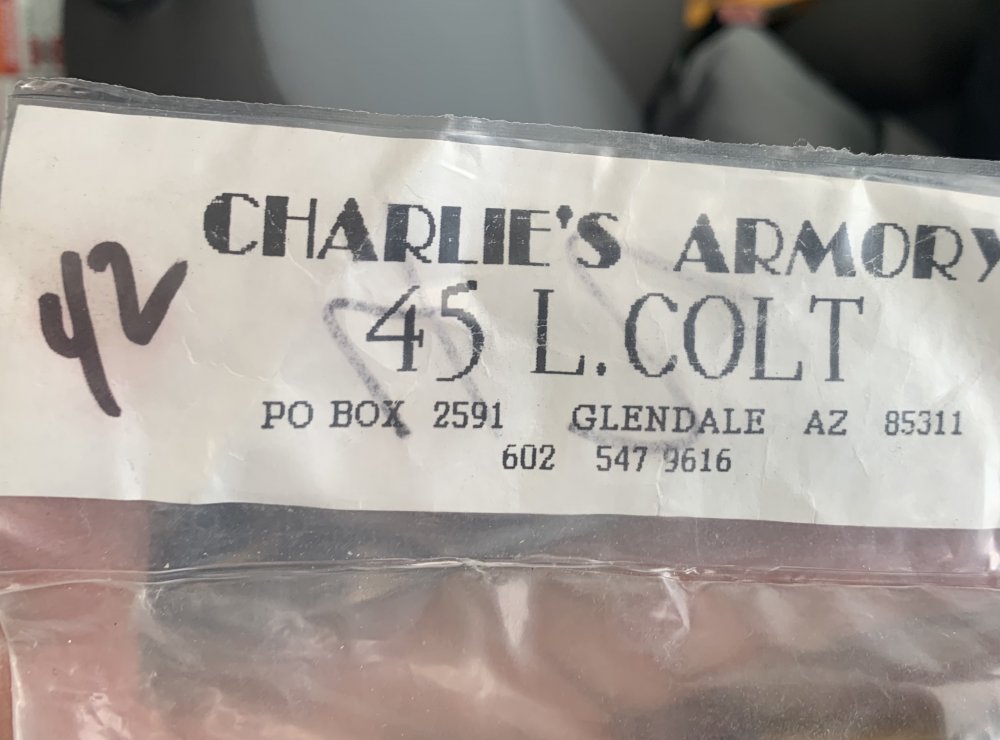 CHARLIE'S ARMORY
42
45 L. COLT
PO BOX 2591 GLENDALE AZ 85311
602 547 9616